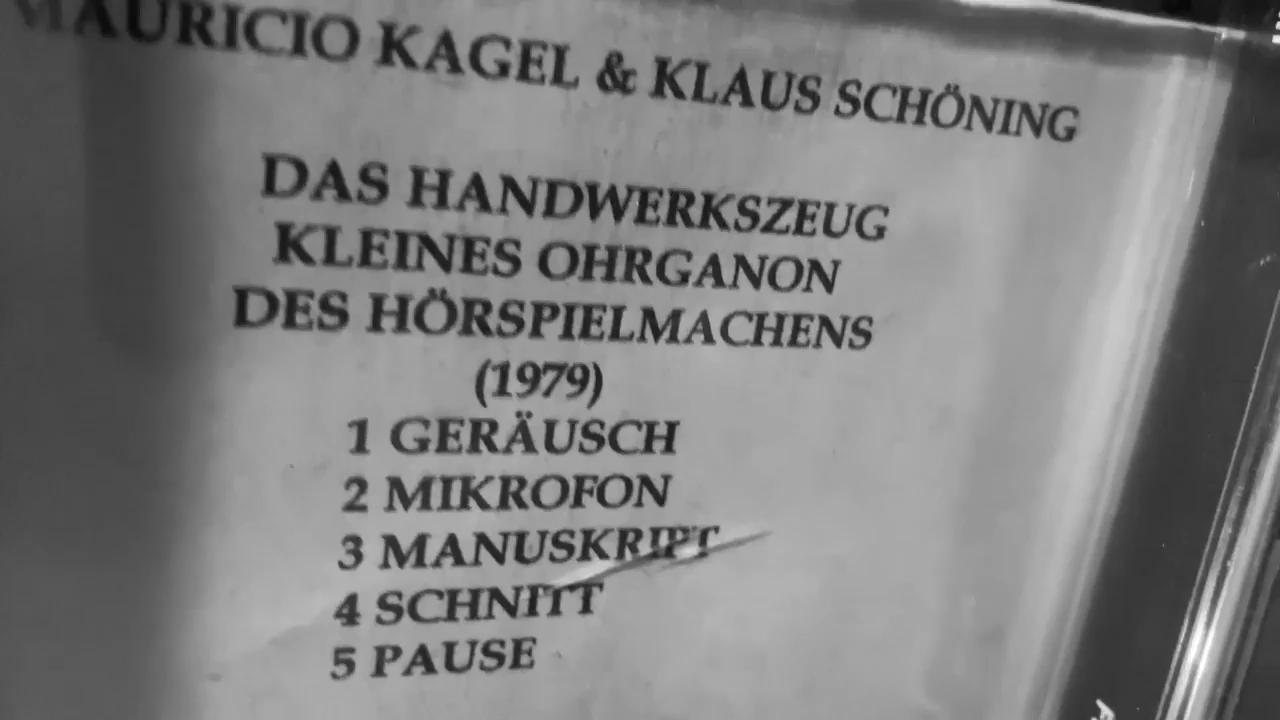 MAURICIO KAGEL & KLAUS SCHÖNING
DAS HANDWERKSZEUG
KLEINES OHRGANON
DES HÖRSPIELMACHENS
(1979)
1 GERÄUSCH
2 MIKROFON
3 MANUSKRIPT
4 SCHNITT
5 PAUSE